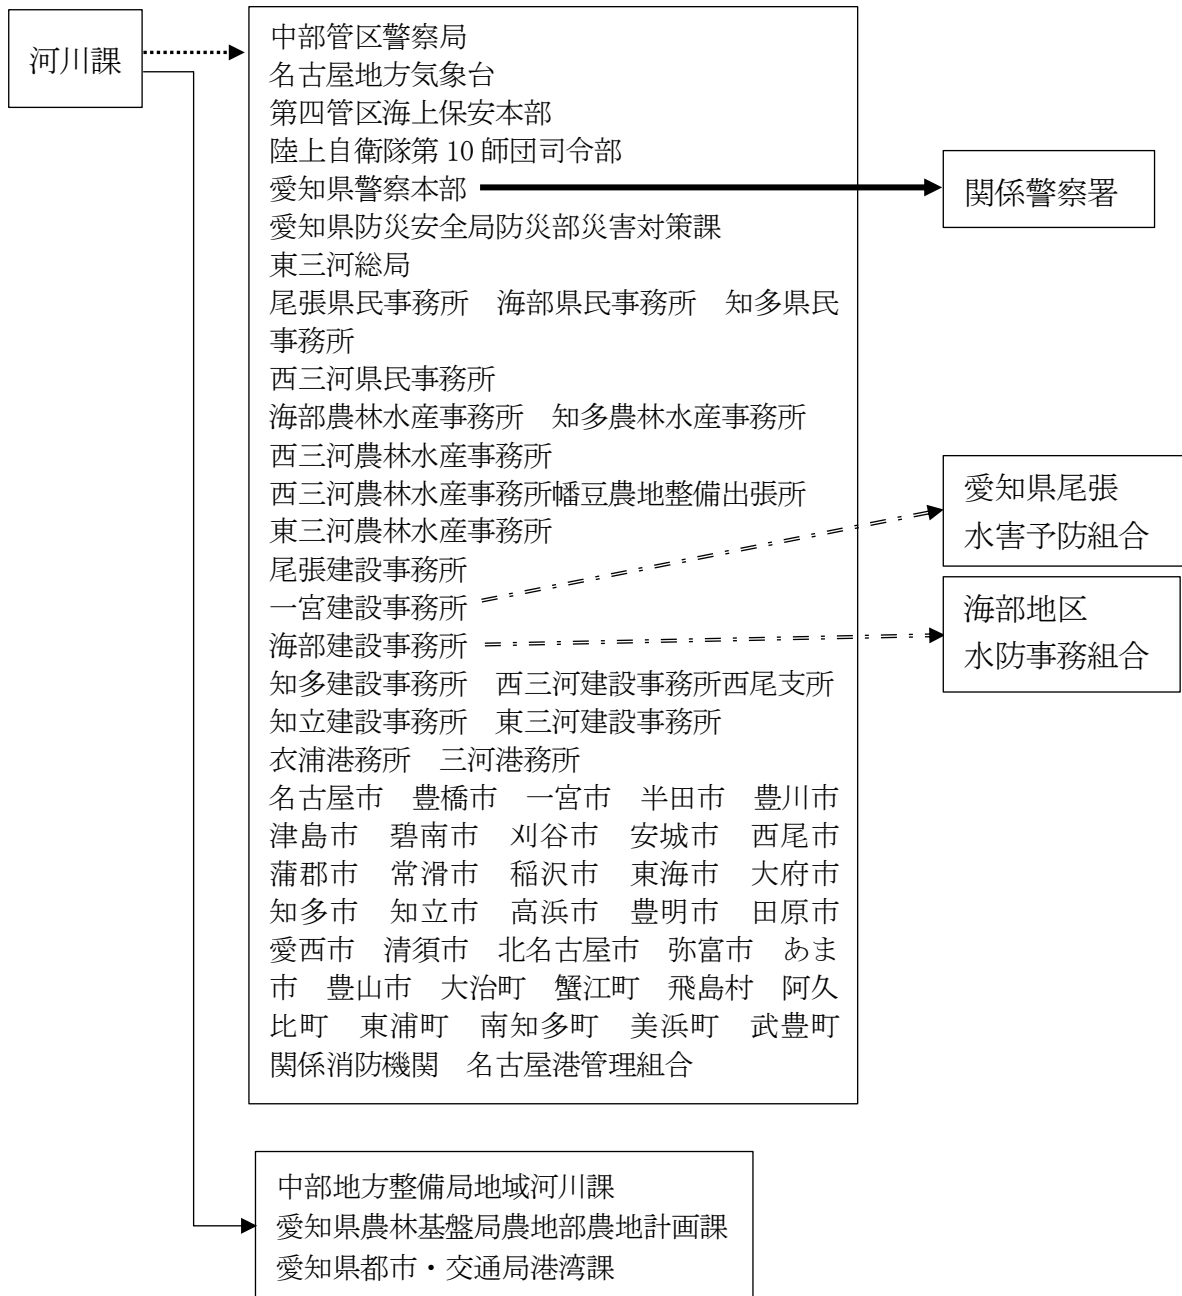 河川課
中部管区警察局
名古屋地方気象台
第四管区海上保安本部
陸上自衛隊第 10 師団司令部
愛知県警察本部
愛知県防災安全局防災部災害対策課
東三河総局
尾張県民事務所　海部県民事務所　知多県民
事務所
西三河県民事務所
海部農林水産事務所　知多農林水産事務所
西三河農林水産事務所
西三河農林水産事務所幡豆農地整備出張所
東三河農林水産事務所
尾張建設事務所
一宮建設事務所
海部建設事務所
知多建設事務所　西三河建設事務所西尾支所
知立建設事務所　東三河建設事務所
衣浦港務所　三河港務所
名古屋市　豊橋市　一宮市　半田市　豊川市
津島市　碧南市　刈谷市　安城市　西尾市
蒲郡市　常滑市　稲沢市　東海市　大府市
知多市　知立市　高浜市　豊明市　田原市
愛西市　清須市　北名古屋市　弥富市　あま
市　豊山市　大治町　蟹江町　飛島村　阿久
比町　東浦町　南知多町　美浜町　武豊町
関係消防機関　名古屋港管理組合
関係警察署
愛知県尾張
水害予防組合
海部地区
水防事務組合
中部地方整備局地域河川課
愛知県農林基盤局農地部農地計画課
愛知県都市・交通局港湾課